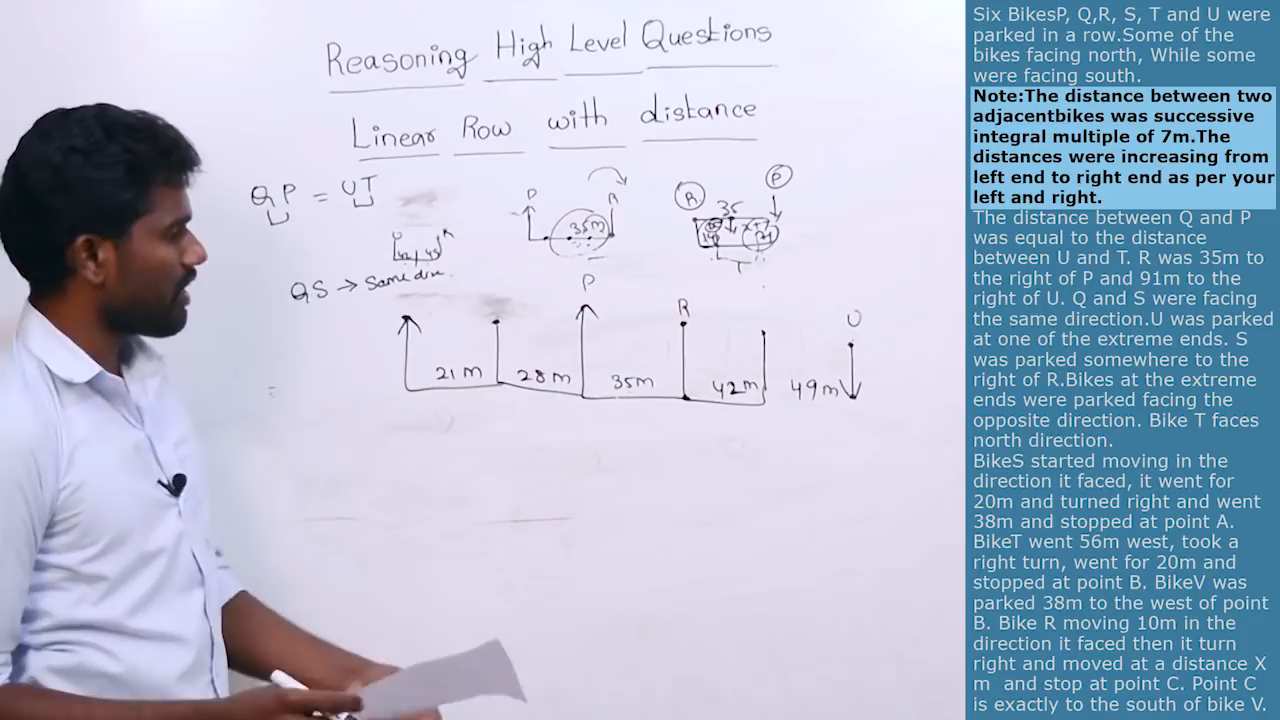 Reasoning High Level Questions
Linear Row with distance
QP = UT
P
R
35m
R
35
P
14
x+7
21
U
R
42
49
T
QS → Same dire.
P
R
U
21 m
28 m
35m
42 m
49 m
=
Six BikesP, Q,R, S, T and U were
parked in a row.Some of the
bikes facing north, While some
were facing south.
Note:The distance between two
adjacentbikes was successive
integral multiple of 7m.The
distances were increasing from
left end to right end as per your
left and right.
The distance between Q and P
was equal to the distance
between U and T. R was 35m to
the right of P and 91m to the
right of U. Q and S were facing
the same direction.U was parked
at one of the extreme ends. S
was parked somewhere to the
right of R.Bikes at the extreme
ends were parked facing the
opposite direction. Bike T faces
north direction.
BikeS started moving in the
direction it faced, it went for
20m and turned right and went
38m and stopped at point A.
BikeT went 56m west, took a
right turn, went for 20m and
stopped at point B. BikeV was
parked 38m to the west of point
B. Bike R moving 10m in the
direction it faced then it turn
right and moved at a distance X
m and stop at point C. Point C
is exactly to the south of bike V.